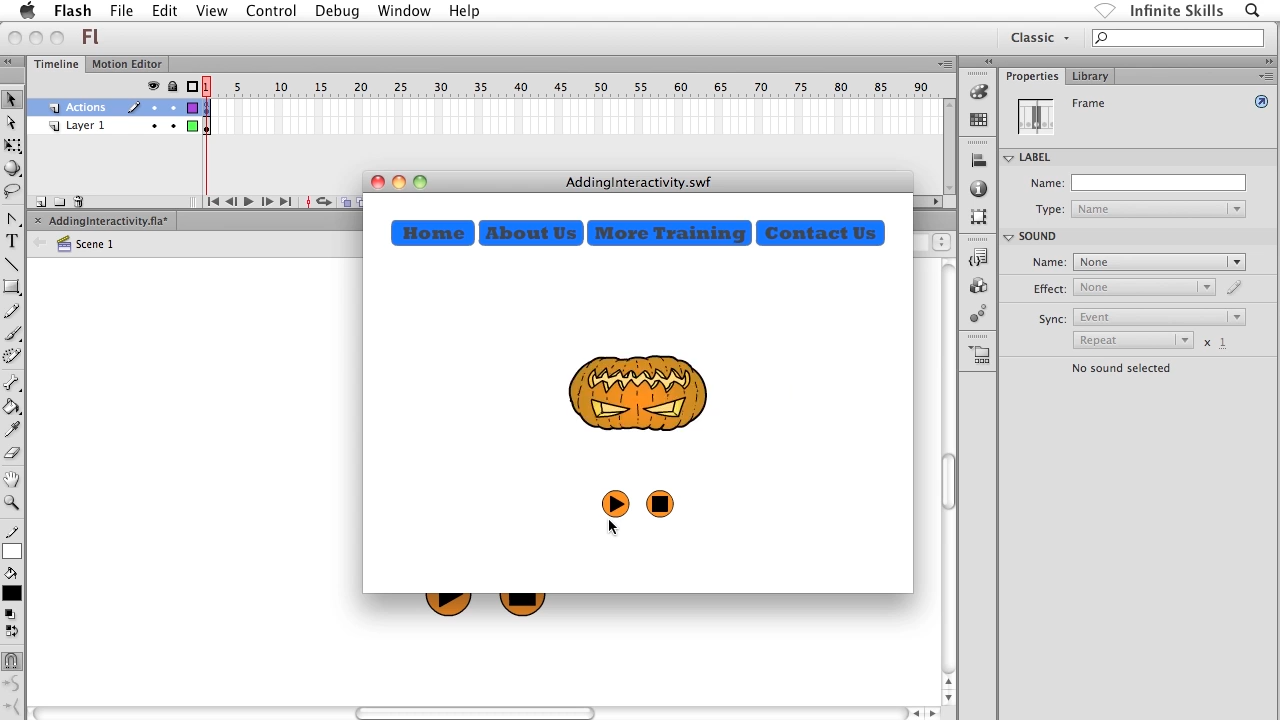 Flash File Edit View Control Debug Window Help Infinite Skills
Fl Classic
Timeline Motion Editor Properties Library
1 5 10 15 20 25 30 35 40 45 50 55 60 65 70 75 80 85 90
Actions
Layer 1
Frame
LABEL
Name:
Type: Name
SOUND
Name: None
Effect: None
Sync: Event
Repeat x 1
No sound selected
AddingInteractivity.fla*
Scene 1
AddingInteractivity.swf
Home About Us More Training Contact Us